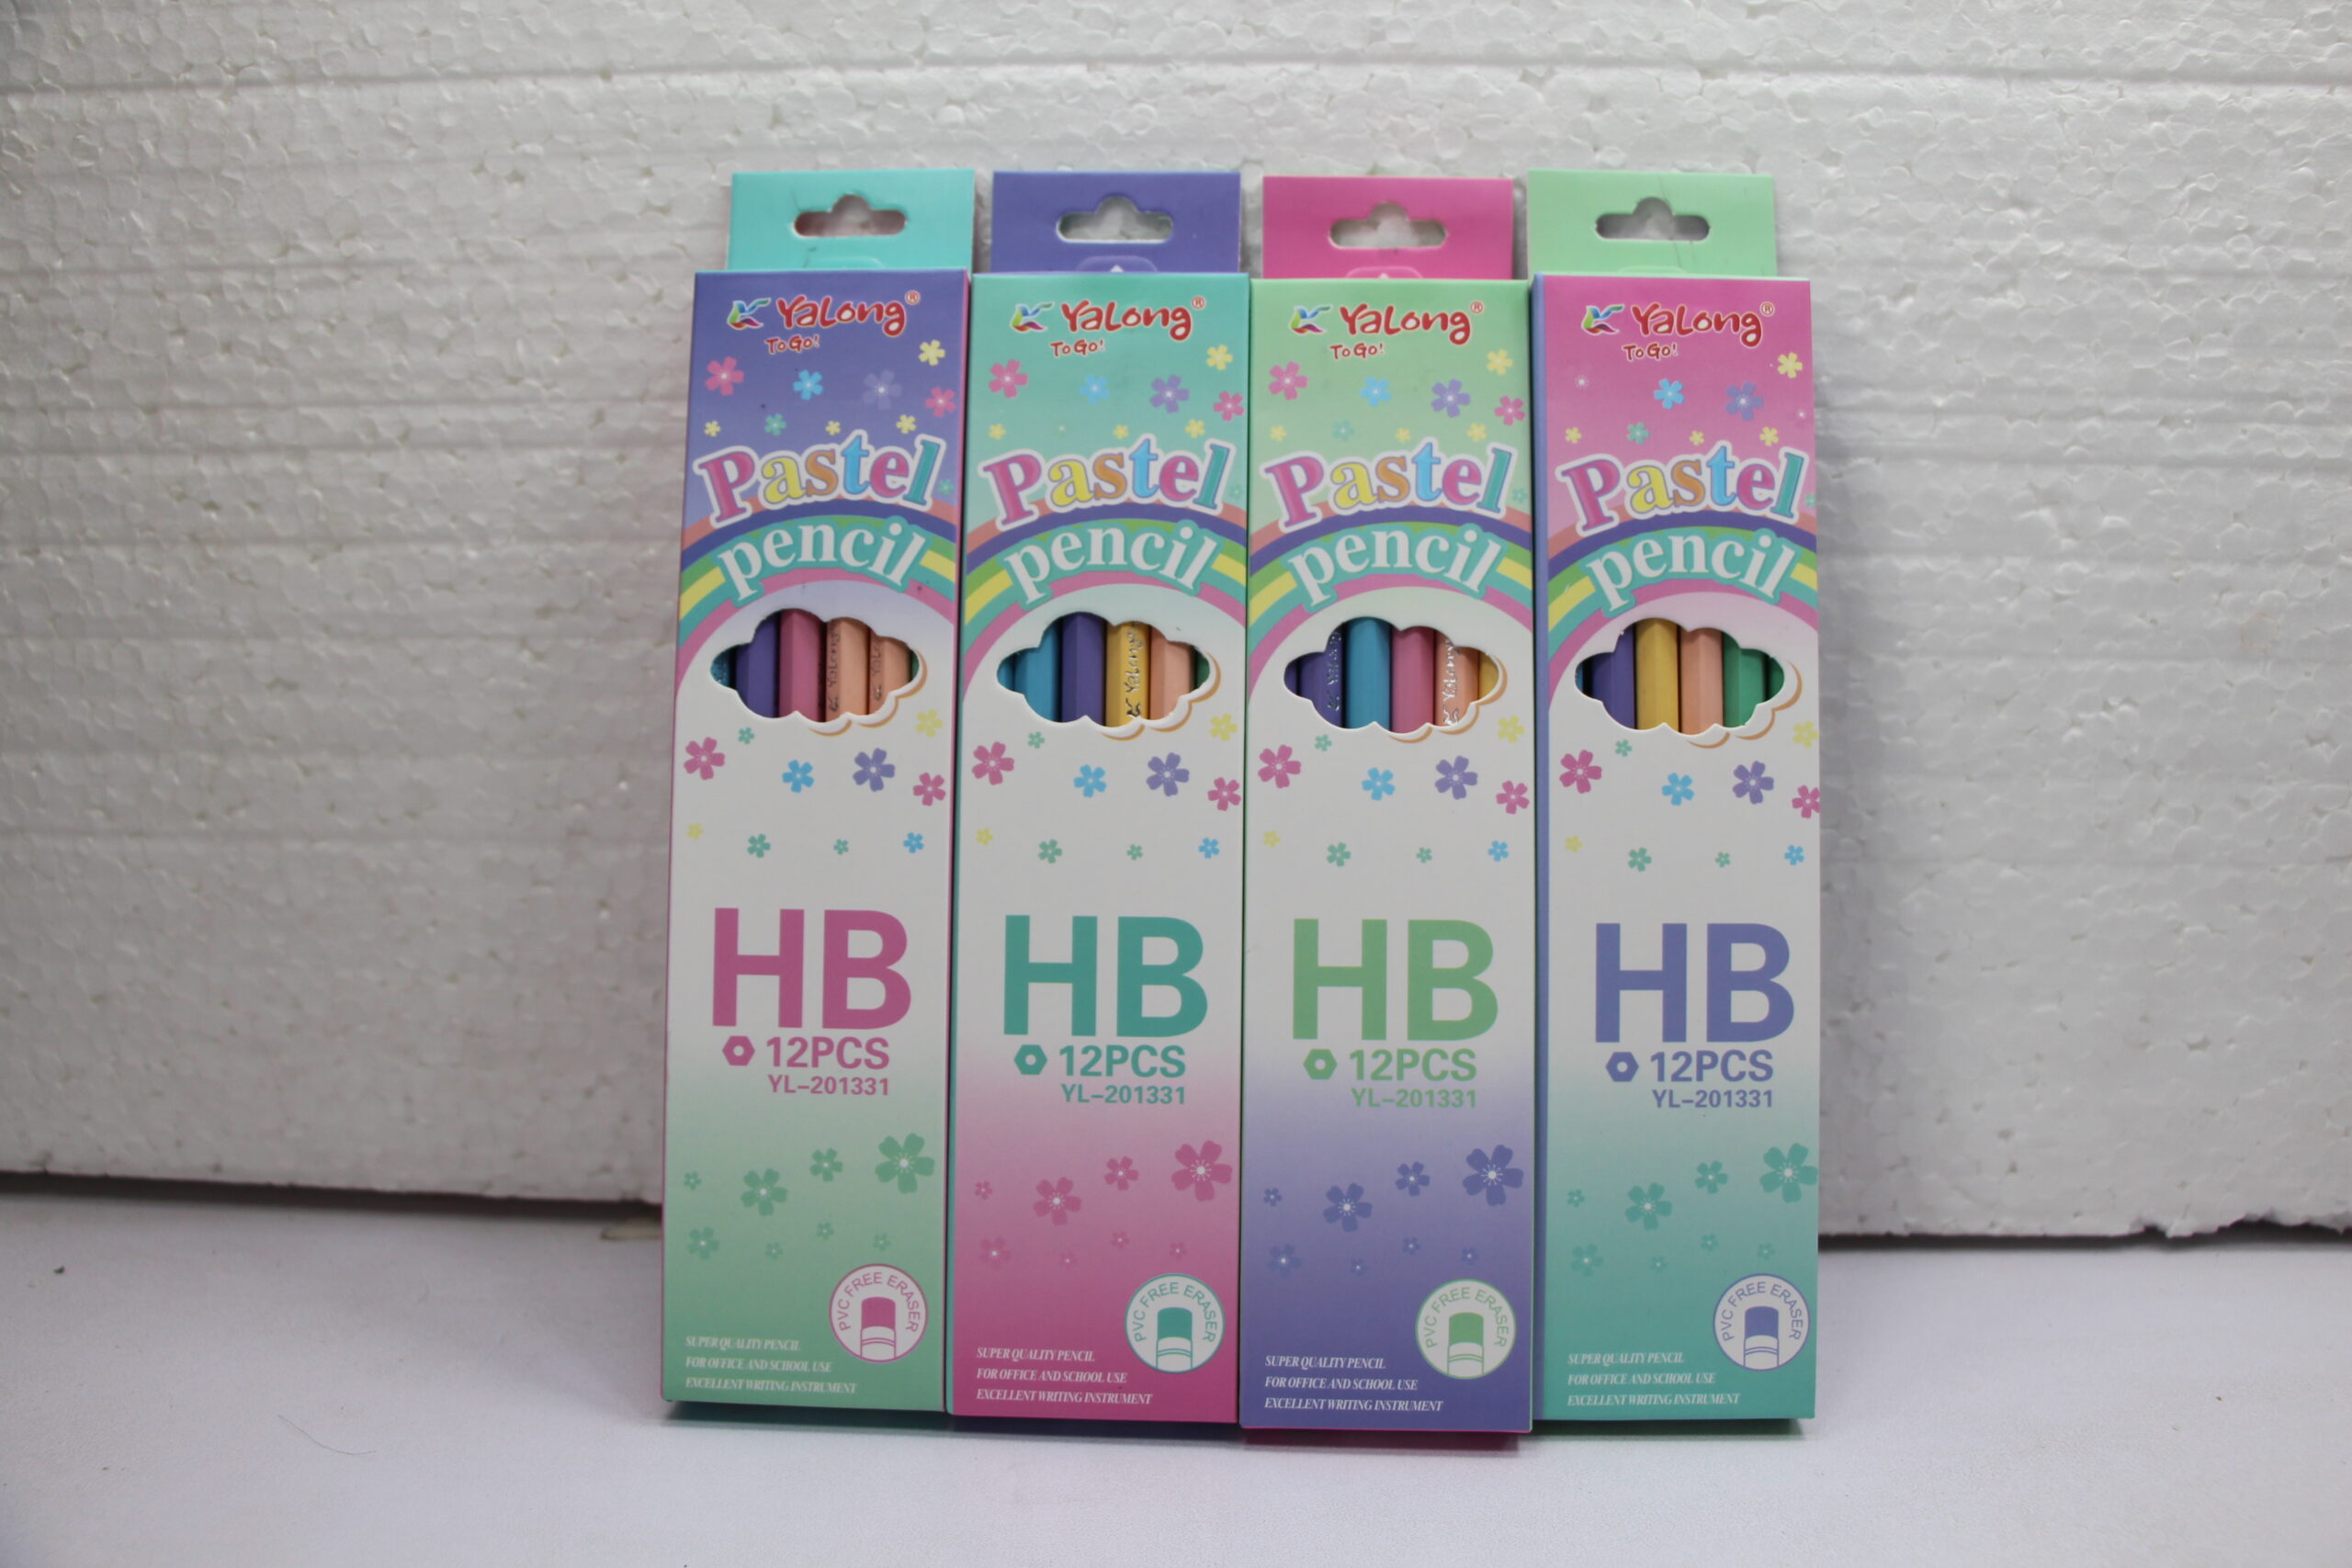 Yalong®
To Go!
Pastel
pencil
YaLong
YaLong
HB
12PCS
YL-201331
PVC FREE ERASER
SUPER QUALITY PENCIL
FOR OFFICE AND SCHOOL USE
EXCELLENT WRITING INSTRUMENT
Yalong®
To Go!
Pastel
pencil
YaLong
HB
12PCS
YL-201331
PVC FREE ERASER
SUPER QUALITY PENCIL
FOR OFFICE AND SCHOOL USE
EXCELLENT WRITING INSTRUMENT
Yalong®
To Go!
Pastel
pencil
YaLong
HB
12PCS
YL-201331
PVC FREE ERASER
SUPER QUALITY PENCIL
FOR OFFICE AND SCHOOL USE
EXCELLENT WRITING INSTRUMENT
Yalong®
To Go!
Pastel
pencil
HB
12PCS
YL-201331
PVC FREE ERASER
SUPER QUALITY PENCIL
FOR OFFICE AND SCHOOL USE
EXCELLENT WRITING INSTRUMENT